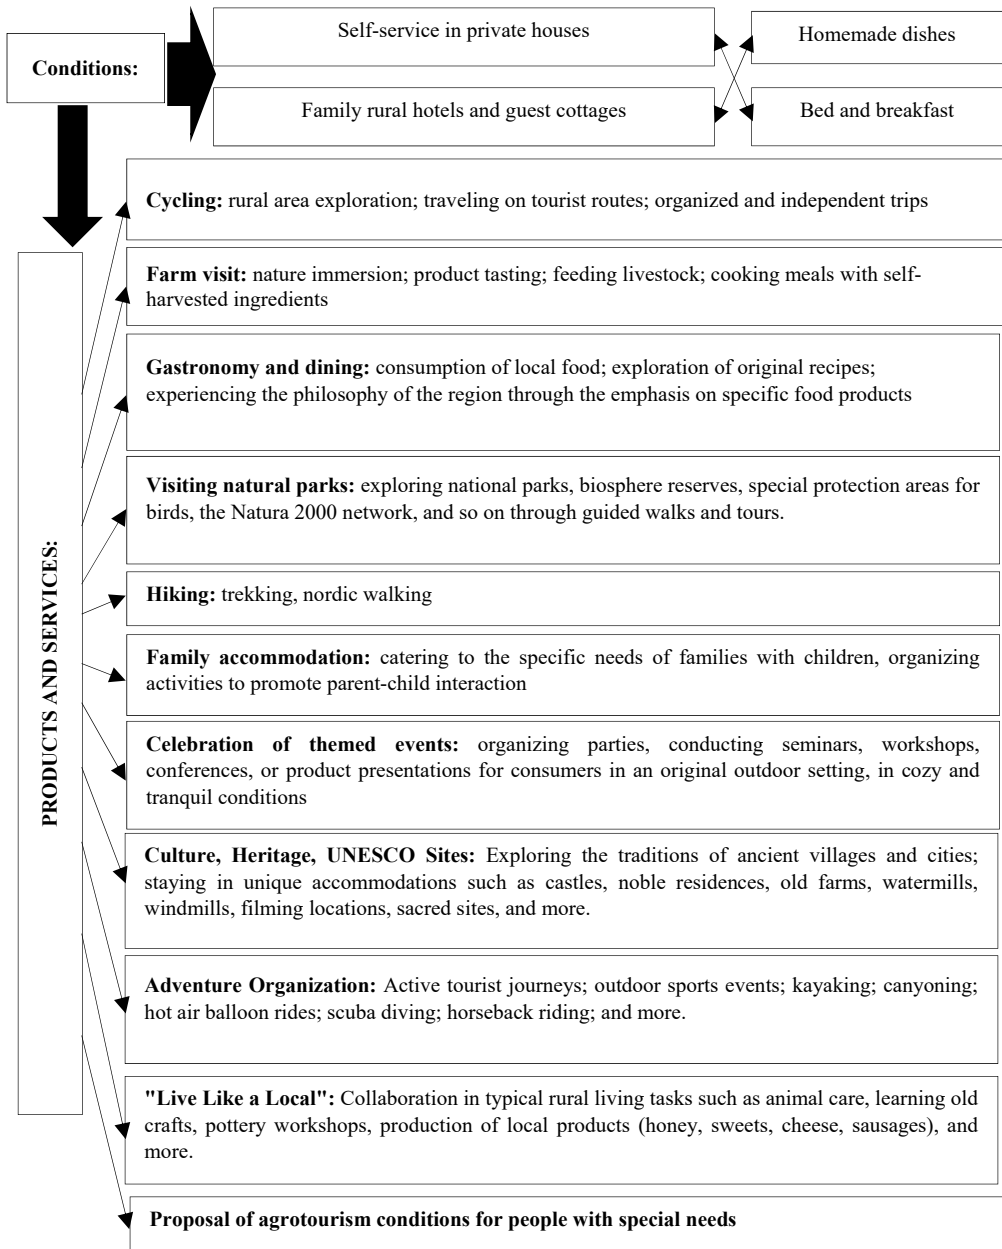 Conditions:
Self-service in private houses
Homemade dishes
Family rural hotels and guest cottages
Bed and breakfast
PRODUCTS AND SERVICES:
Cycling: rural area exploration; traveling on tourist routes; organized and independent trips
Farm visit: nature immersion; product tasting; feeding livestock; cooking meals with self-
harvested ingredients
Gastronomy and dining: consumption of local food; exploration of original recipes;
experiencing the philosophy of the region through the emphasis on specific food products
Visiting natural parks: exploring national parks, biosphere reserves, special protection areas for
birds, the Natura 2000 network, and so on through guided walks and tours.
Hiking: trekking, nordic walking
Family accommodation: catering to the specific needs of families with children, organizing
activities to promote parent-child interaction
Celebration of themed events: organizing parties, conducting seminars, workshops,
conferences, or product presentations for consumers in an original outdoor setting, in cozy and
tranquil conditions
Culture, Heritage, UNESCO Sites: Exploring the traditions of ancient villages and cities;
staying in unique accommodations such as castles, noble residences, old farms, watermills,
windmills, filming locations, sacred sites, and more.
Adventure Organization: Active tourist journeys; outdoor sports events; kayaking; canyoning;
hot air balloon rides; scuba diving; horseback riding; and more.
"Live Like a Local": Collaboration in typical rural living tasks such as animal care, learning old
crafts, pottery workshops, production of local products (honey, sweets, cheese, sausages), and
more.
Proposal of agrotourism conditions for people with special needs